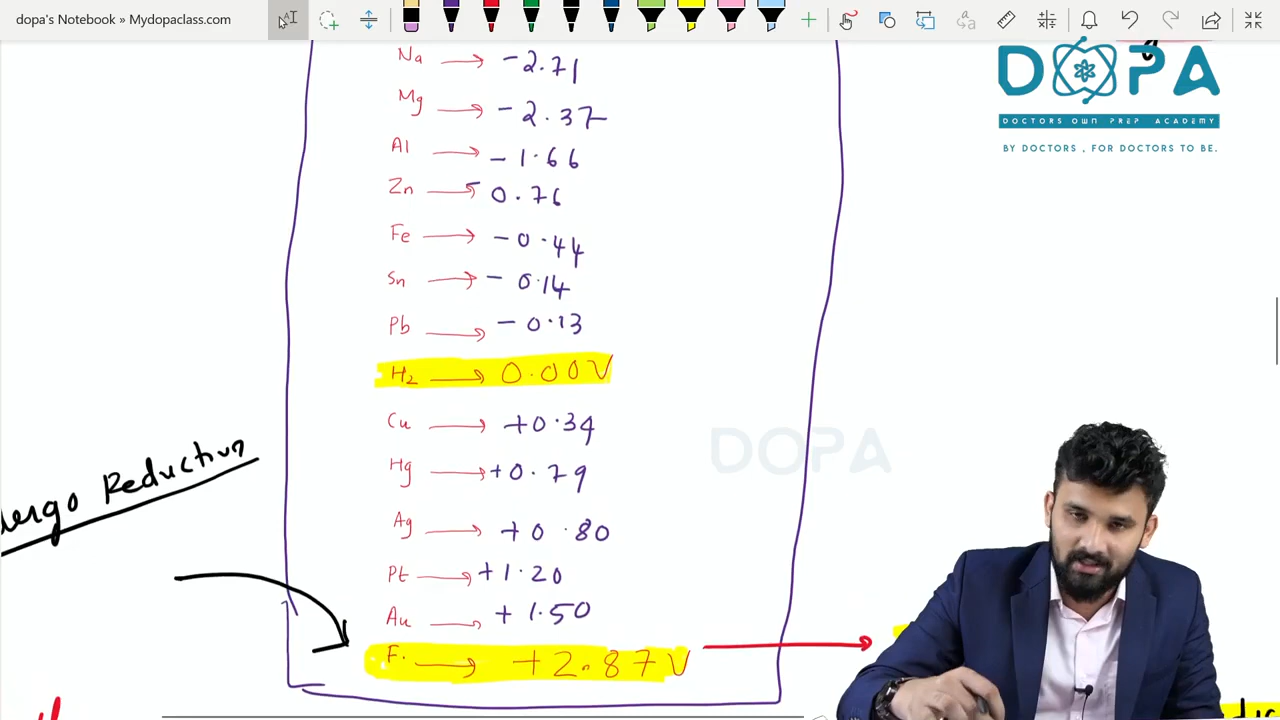 dopa's Notebook » Mydopaclass.com
Na → -2.71
Mg → -2.37
Al → -1.66
Zn → -0.76
Fe → -0.44
Sn → -0.14
Pb → -0.13
H₂ → 0.00V
Cu → +0.34
Hg → +0.79
Ag → +0.80
Pt → +1.20
Au → +1.50
F. → +2.87V
Reduction
DOPA
DOCTORS OWN PREP ACADEMY
BY DOCTORS , FOR DOCTORS TO BE.
DOPA